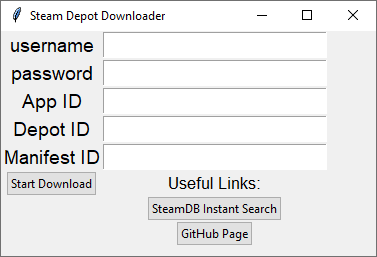 Steam Depot Downloader
username
password
App ID
Depot ID
Manifest ID
Start Download
Useful Links:
SteamDB Instant Search
GitHub Page